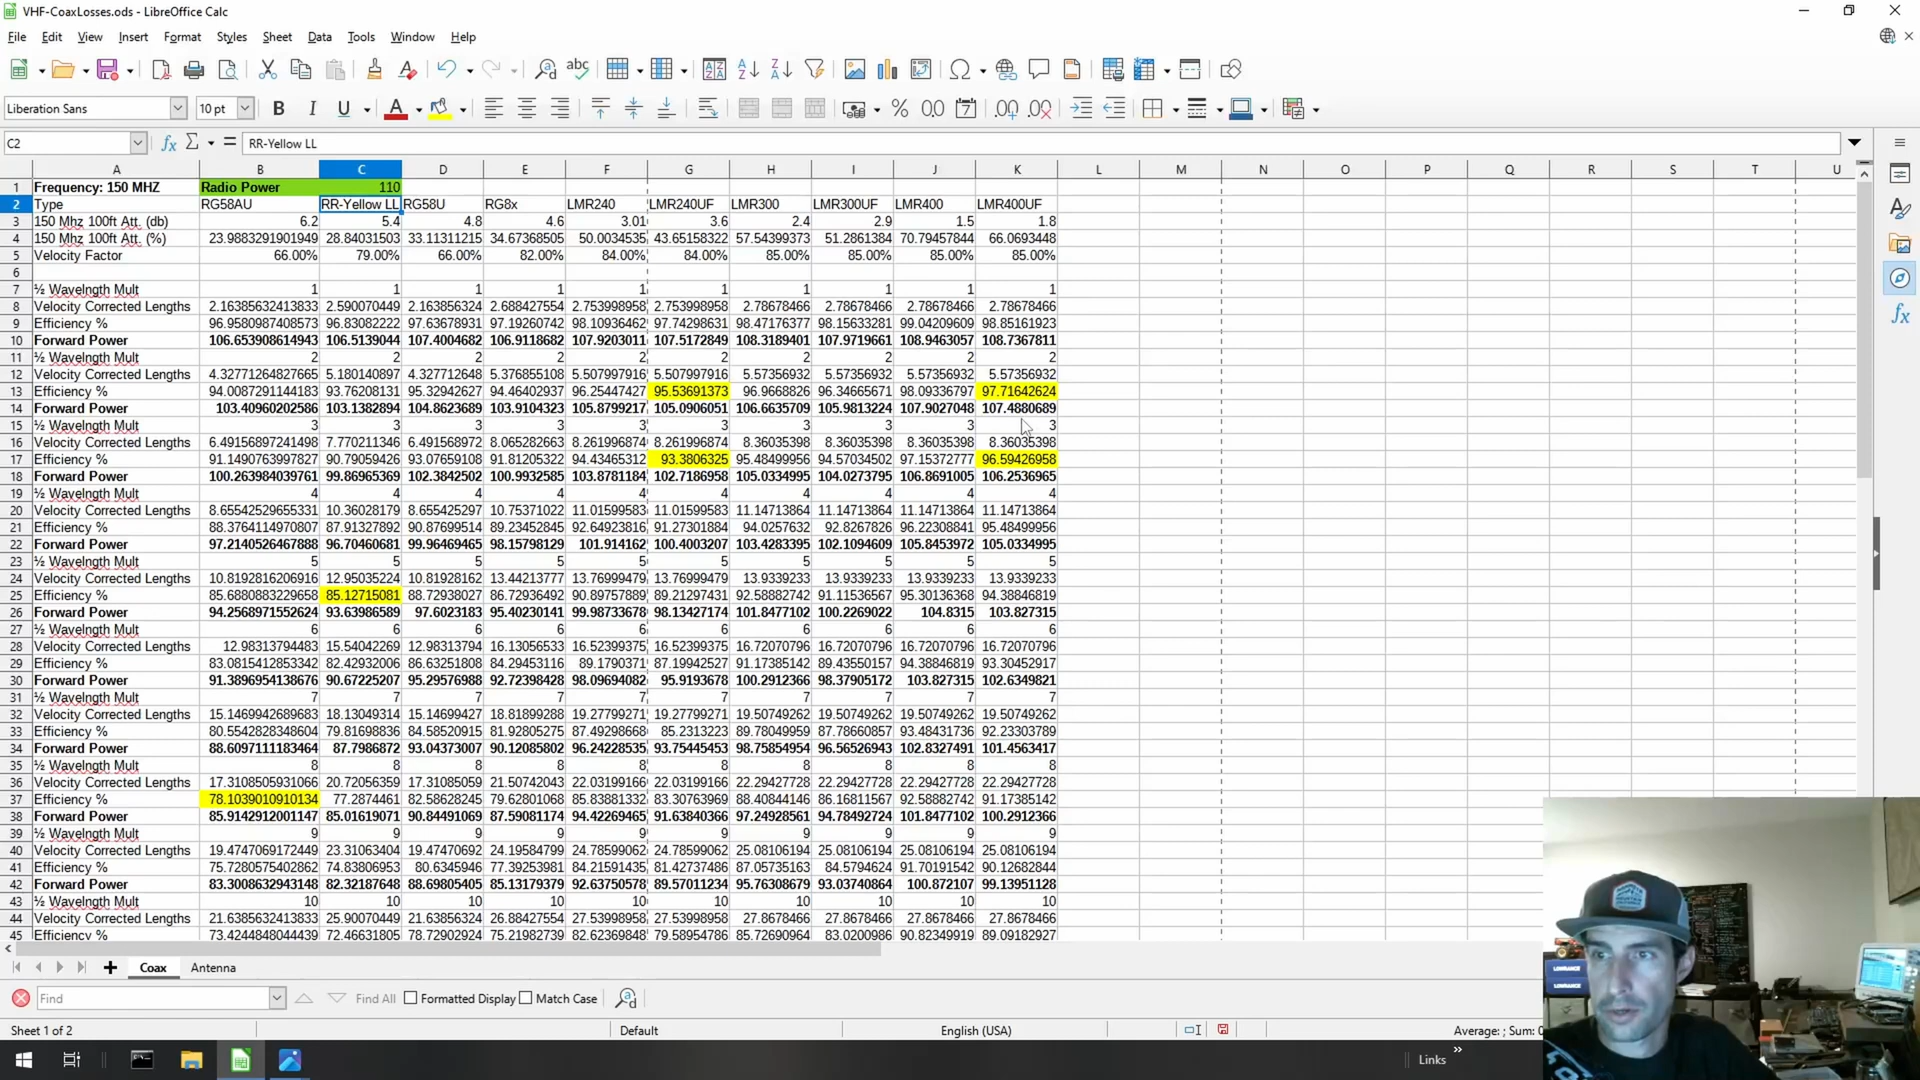 VHF-CoaxLosses.ods - LibreOffice Calc
File Edit View Insert Format Styles Sheet Data Tools Window Help
Liberation Sans 10 pt
C2 RR-Yellow LL
A B C D E F G H I J K L M N O P Q R S T U
1 Frequency: 150 MHZ Radio Power 110
2 Type RG58AU RR-Yellow LL RG58U RG8x LMR240 LMR240UF LMR300 LMR300UF LMR400 LMR400UF
3 150 Mhz 100ft Att. (db) 6.2 5.4 4.8 4.6 3.01 3.6 2.4 2.9 1.5 1.8
4 150 Mhz 100ft Att. (%) 23.9883291901949 28.84031503 33.11311215 34.67368505 50.0034535 43.65158322 57.54399373 51.2861384 70.79457844 66.0693448
5 Velocity Factor 66.00% 79.00% 66.00% 82.00% 84.00% 84.00% 85.00% 85.00% 85.00% 85.00%
6
7 ½ Wavelngth Mult 1 1 1 1 1 1 1 1 1 1
8 Velocity Corrected Lengths 2.16385632413833 2.590070449 2.163856324 2.688427554 2.753998958 2.753998958 2.78678466 2.78678466 2.78678466 2.78678466
9 Efficiency % 96.9580987408573 96.83082222 97.63678931 97.19260742 98.10936462 97.74298631 98.47176377 98.15633281 99.04209609 98.85161923
10 Forward Power 106.653908614943 106.5139044 107.4004682 106.9118682 107.9203011 107.5172849 108.3189401 107.9719661 108.9463057 108.7367811
11 ½ Wavelngth Mult 2 2 2 2 2 2 2 2 2 2
12 Velocity Corrected Lengths 4.32771264827665 5.180140897 4.327712648 5.376855108 5.507997916 5.507997916 5.57356932 5.57356932 5.57356932 5.57356932
13 Efficiency % 94.0087291144183 93.76208131 95.32942627 94.46402937 96.25447427 95.53691373 96.9668826 96.34665671 98.09336797 97.71642624
14 Forward Power 103.40960202586 103.1382894 104.8623689 103.9104323 105.8799217 105.0906051 106.6635709 105.9813224 107.9027048 107.4880689
15 ½ Wavelngth Mult 3 3 3 3 3 3 3 3 3 3
16 Velocity Corrected Lengths 6.49156897241498 7.770211346 6.491568972 8.065282663 8.261996874 8.261996874 8.36035398 8.36035398 8.36035398 8.36035398
17 Efficiency % 91.1490763997827 90.79059426 93.07659108 91.81205322 94.43465312 93.3806325 95.48499956 94.57034502 97.15372777 96.59426958
18 Forward Power 100.263984039761 99.86965369 102.3842502 100.9932585 103.8781184 102.7186958 105.0334995 104.0273795 106.8691005 106.2536965
19 ½ Wavelngth Mult 4 4 4 4 4 4 4 4 4 4
20 Velocity Corrected Lengths 8.65542529655331 10.36028179 8.655425297 10.75371022 11.01599583 11.01599583 11.14713864 11.14713864 11.14713864 11.14713864
21 Efficiency % 88.3764114970807 87.91327892 90.87699514 89.23452845 92.64923816 91.27301884 94.0257632 92.8267826 96.22308841 95.48499956
22 Forward Power 97.2140526467888 96.70460681 99.96469465 98.15798129 101.914162 100.4003207 103.4283395 102.1094609 105.8453972 105.0334995
23 ½ Wavelngth Mult 5 5 5 5 5 5 5 5 5 5
24 Velocity Corrected Lengths 10.8192816206916 12.95035224 10.81928162 13.44213777 13.76999479 13.76999479 13.9339233 13.9339233 13.9339233 13.9339233
25 Efficiency % 85.6880883229658 85.12715081 88.72938027 86.72936492 90.89757889 89.21297431 92.58882742 91.11536567 95.30136368 94.38846819
26 Forward Power 94.2568971552624 93.63986589 97.6023183 95.40230141 99.98733678 98.13427174 101.8477102 100.2269022 104.8315 103.827315
27 ½ Wavelngth Mult 6 6 6 6 6 6 6 6 6 6
28 Velocity Corrected Lengths 12.98313794483 15.54042269 12.98313794 16.13056533 16.52399375 16.52399375 16.72070796 16.72070796 16.72070796 16.72070796
29 Efficiency % 83.0815412853342 82.42932006 86.63251808 84.29453116 89.1790371 87.19942527 91.17385142 89.43550157 94.38846819 93.30452917
30 Forward Power 91.3896954138676 90.67225207 95.29576988 92.72398428 98.09694082 95.9193678 100.2912366 98.37905172 103.827315 102.6349821
31 ½ Wavelngth Mult 7 7 7 7 7 7 7 7 7 7
32 Velocity Corrected Lengths 15.1469942689683 18.13049314 15.14699427 18.81899288 19.27799271 19.27799271 19.50749262 19.50749262 19.50749262 19.50749262
33 Efficiency % 80.5542828348604 79.81698836 84.58520915 81.92805275 87.49298668 85.2313223 89.78049959 87.78660857 93.48431736 92.23303789
34 Forward Power 88.6097111183464 87.7986872 93.04373007 90.12085802 96.24228535 93.75445453 98.75854954 96.56526943 102.8327491 101.4563417
35 ½ Wavelngth Mult 8 8 8 8 8 8 8 8 8 8
36 Velocity Corrected Lengths 17.3108505931066 20.72056359 17.31085059 21.50742043 22.03199166 22.03199166 22.29427728 22.29427728 22.29427728 22.29427728
37 Efficiency % 78.1039010910134 77.2874461 82.58628245 79.62801068 85.83881332 83.30763969 88.40844146 86.16811567 92.58882742 91.17385142
38 Forward Power 85.9142912001147 85.01619071 90.84491069 87.59081174 94.42269465 91.63840366 97.24928561 94.78492724 101.8477102 100.2912366
39 ½ Wavelngth Mult 9 9 9 9 9 9 9 9 9 9
40 Velocity Corrected Lengths 19.4747069172449 23.31063404 19.47470692 24.19584799 24.78599062 24.78599062 25.08106194 25.08106194 25.08106194 25.08106194
41 Efficiency % 75.7280575402862 74.83806953 80.6345946 77.39253981 84.21591435 81.42737486 87.05735163 84.5794624 91.70191542 90.12682844
42 Forward Power 83.3008632943148 82.32187648 88.69805405 85.13179379 92.63750578 89.57011234 95.76308679 93.03740864 100.872107 99.13951128
43 ½ Wavelngth Mult 10 10 10 10 10 10 10 10 10 10
44 Velocity Corrected Lengths 21.6385632413833 25.90070449 21.63856324 26.88427554 27.53998958 27.53998958 27.8678466 27.8678466 27.8678466 27.8678466
45 Efficiency % 73.4244848044439 72.46631805 78.72902924 75.21982739 82.62369848 79.58954786 85.72690964 83.0200986 90.82349919 89.09182927
Coax Antenna
Find Find All Formatted Display Match Case
Sheet 1 of 2 Default English (USA) Average: ; Sum: 0
Links
LOWRANCE
LOWRANCE